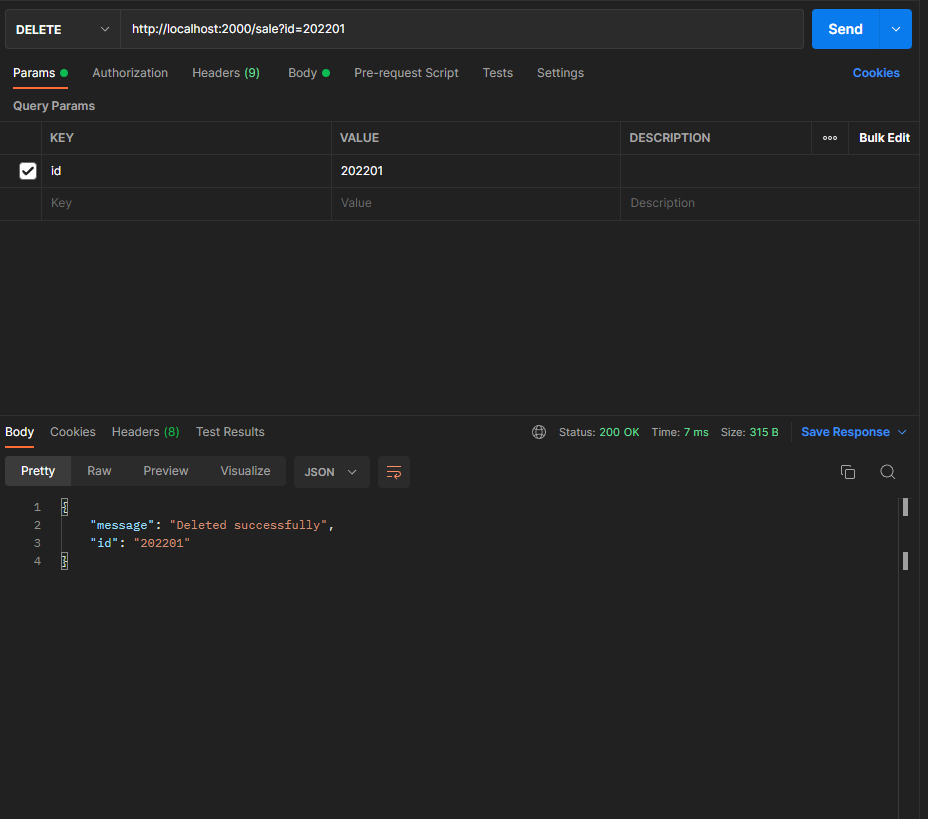 DELETE http://localhost:2000/sale?id=202201 Send
Params Authorization Headers (9) Body Pre-request Script Tests Settings Cookies
Query Params
KEY VALUE DESCRIPTION ooo Bulk Edit
id 202201
Key Value Description
Body Cookies Headers (8) Test Results Status: 200 OK Time: 7 ms Size: 315 B Save Response
Pretty Raw Preview Visualize JSON
1 {
2 "message": "Deleted successfully",
3 "id": "202201"
4 }